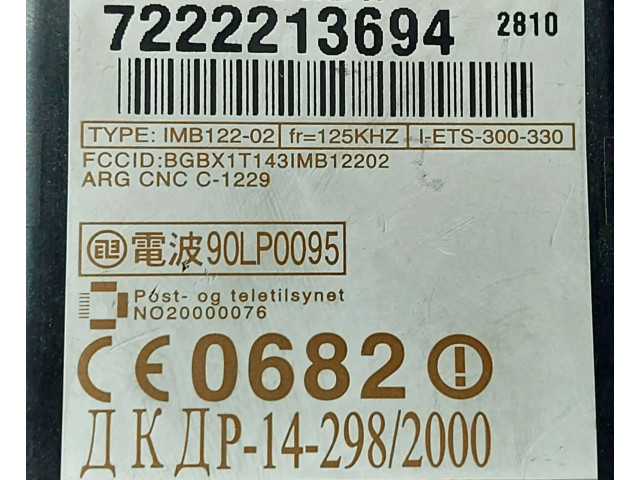 7222213694 2810
TYPE: IMB122-02 fr=125KHZ I-ETS-300-330
FCCID:BGBX1T143IMB12202
ARG CNC C-1229
電波90LP0095
Post- og teletilsynet
NO20000076
CE0682
ДКДР-14-298/2000